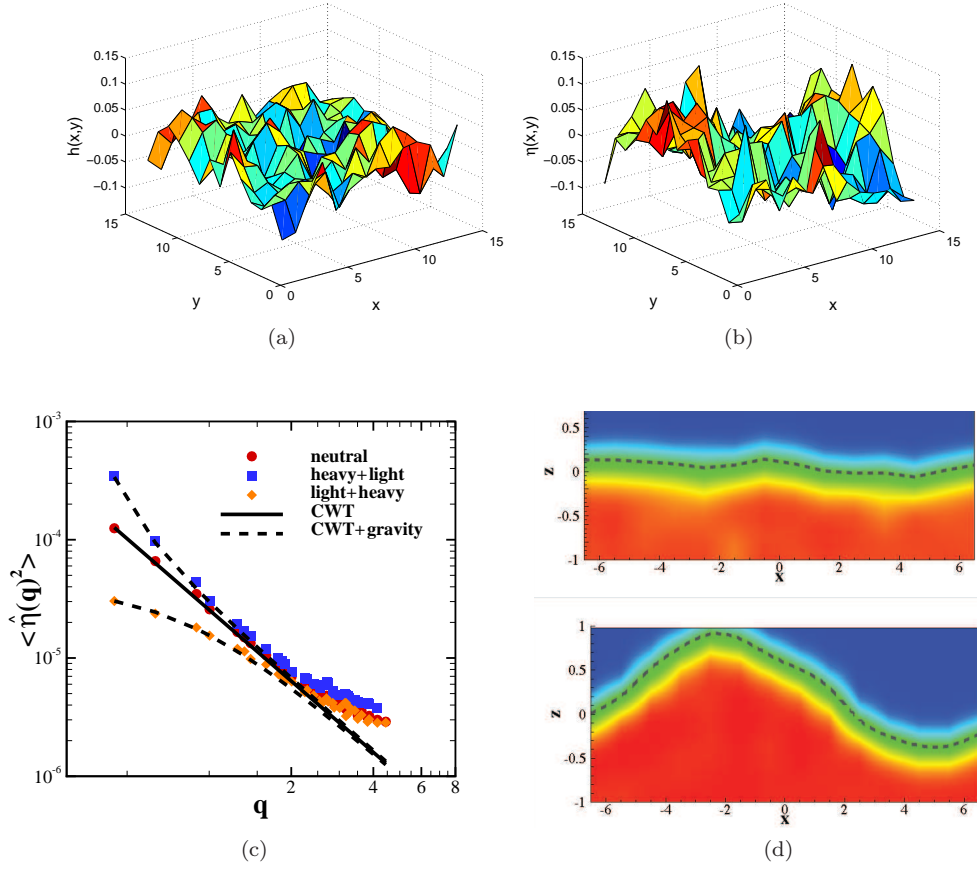 0.15
0.1
0.05
0
−0.05
−0.1
h(x,y)
15
10
5
0
y
0
5
10
15
x
(a)
0.15
0.1
0.05
0
−0.05
−0.1
η(x,y)
15
10
5
0
y
0
5
10
15
x
(b)
10⁻³
10⁻⁴
10⁻⁵
10⁻⁶
< η̂(q)² >
neutral
heavy+light
light+heavy
CWT
CWT+gravity
2
4
6
8
q
(c)
0.5
0
-0.5
-1
z
-6
-4
-2
0
2
4
6
x
1
0.5
0
-0.5
-1
z
-6
-4
-2
0
2
4
6
x
(d)